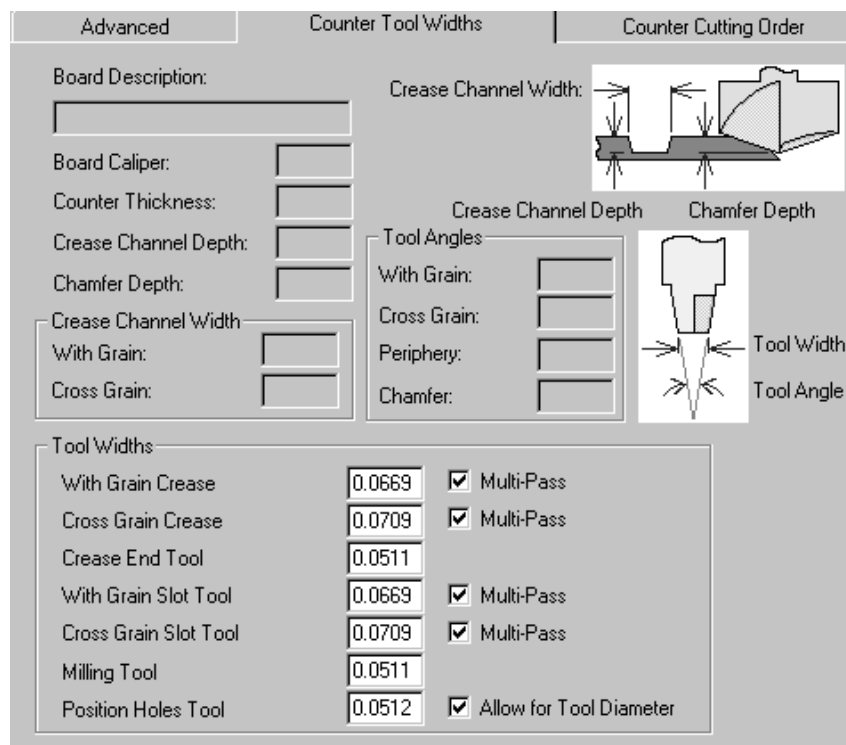 Advanced
Counter Tool Widths
Counter Cutting Order
Board Description:
Board Caliper:
Counter Thickness:
Crease Channel Depth:
Chamfer Depth:
Crease Channel Width
With Grain:
Cross Grain:
Crease Channel Width:
Crease Channel Depth
Chamfer Depth
Tool Angles
With Grain:
Cross Grain:
Periphery:
Chamfer:
Tool Width
Tool Angle
Tool Widths
With Grain Crease 0.0669 Multi-Pass
Cross Grain Crease 0.0709 Multi-Pass
Crease End Tool 0.0511
With Grain Slot Tool 0.0669 Multi-Pass
Cross Grain Slot Tool 0.0709 Multi-Pass
Milling Tool 0.0511
Position Holes Tool 0.0512 Allow for Tool Diameter